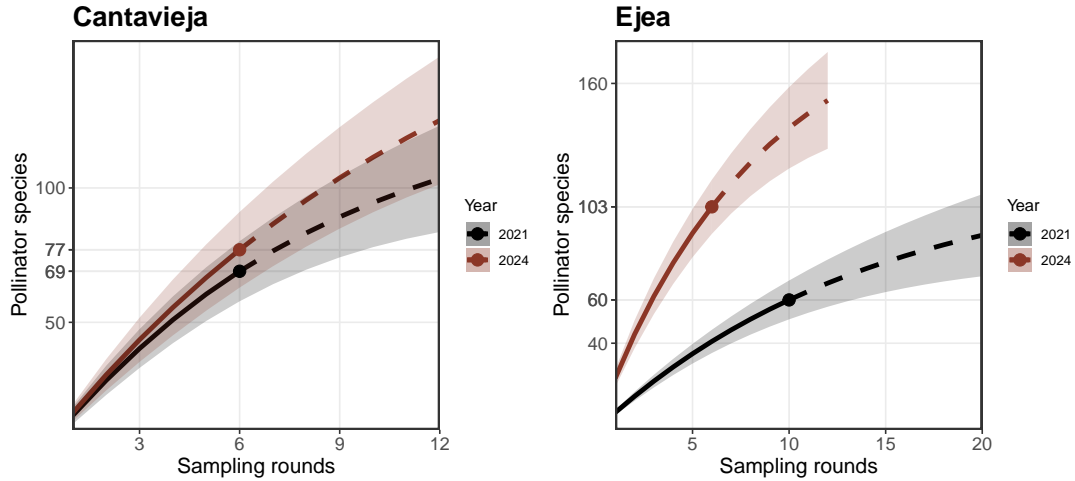 Cantavieja
Pollinator species
100
77
69
50
3
6
9
12
Sampling rounds
Year
2021
2024
Ejea
Pollinator species
160
103
60
40
5
10
15
20
Sampling rounds
Year
2021
2024